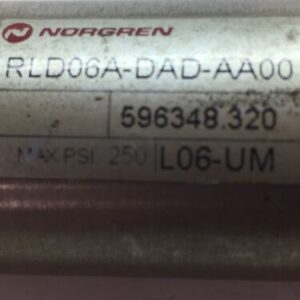 NORGREN
RLD06A-DAD-AA00
596348.320
MAX PSI 250 L06-UM